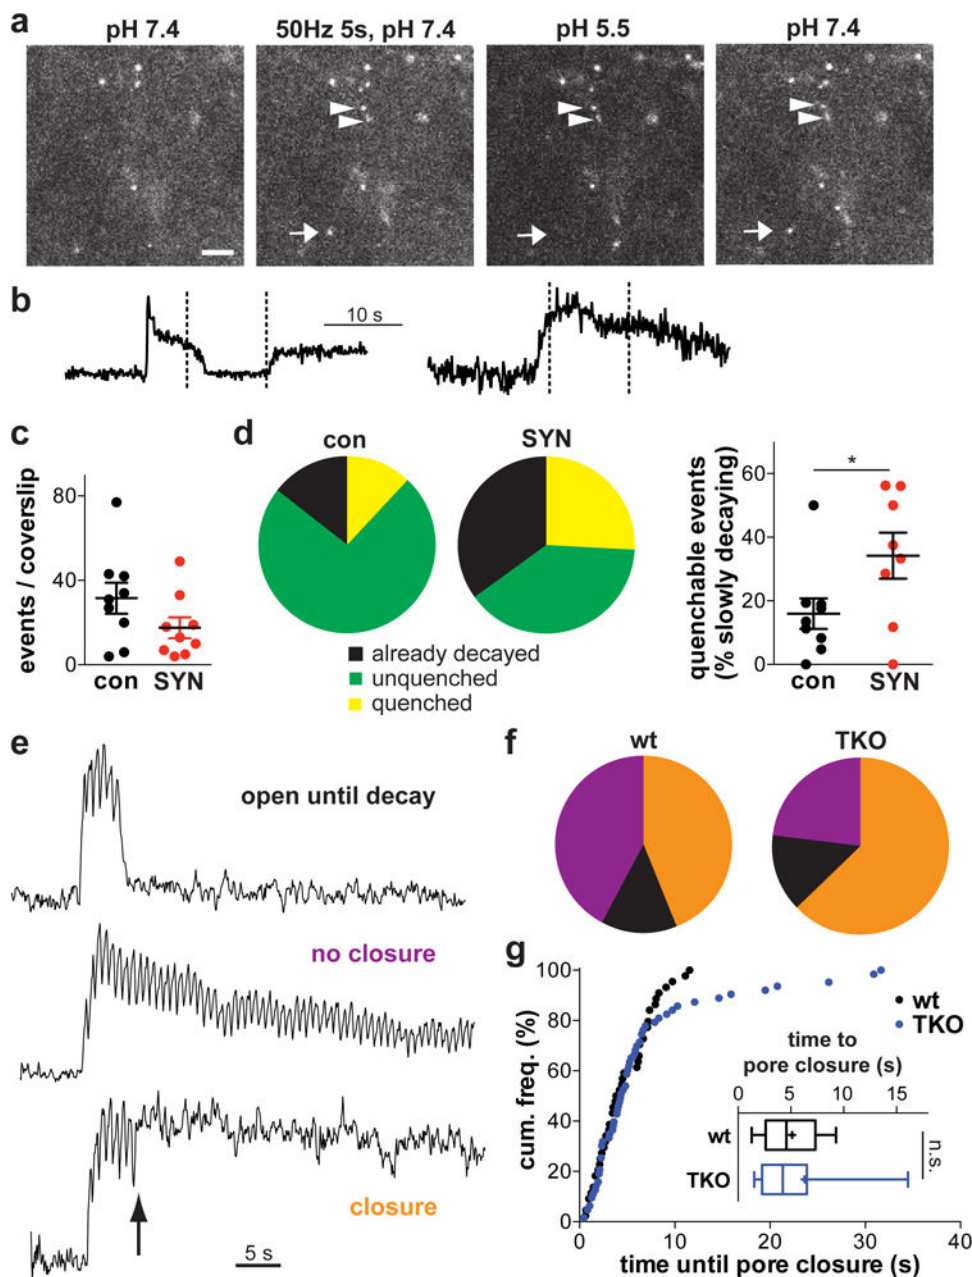 a
pH 7.4
50Hz 5s, pH 7.4
pH 5.5
pH 7.4
b
10 s
c
events / coverslip
80
40
0
con
SYN
d
con
SYN
already decayed
unquenched
quenched
quenchable events
(% slowly decaying)
60
40
20
0
*
con
SYN
e
open until decay
no closure
closure
5 s
f
wt
TKO
g
cum. freq. (%)
100
80
60
40
20
0
0
10
20
30
40
time until pore closure (s)
wt
TKO
time to
pore closure (s)
0
5
10
15
wt
TKO
n.s.